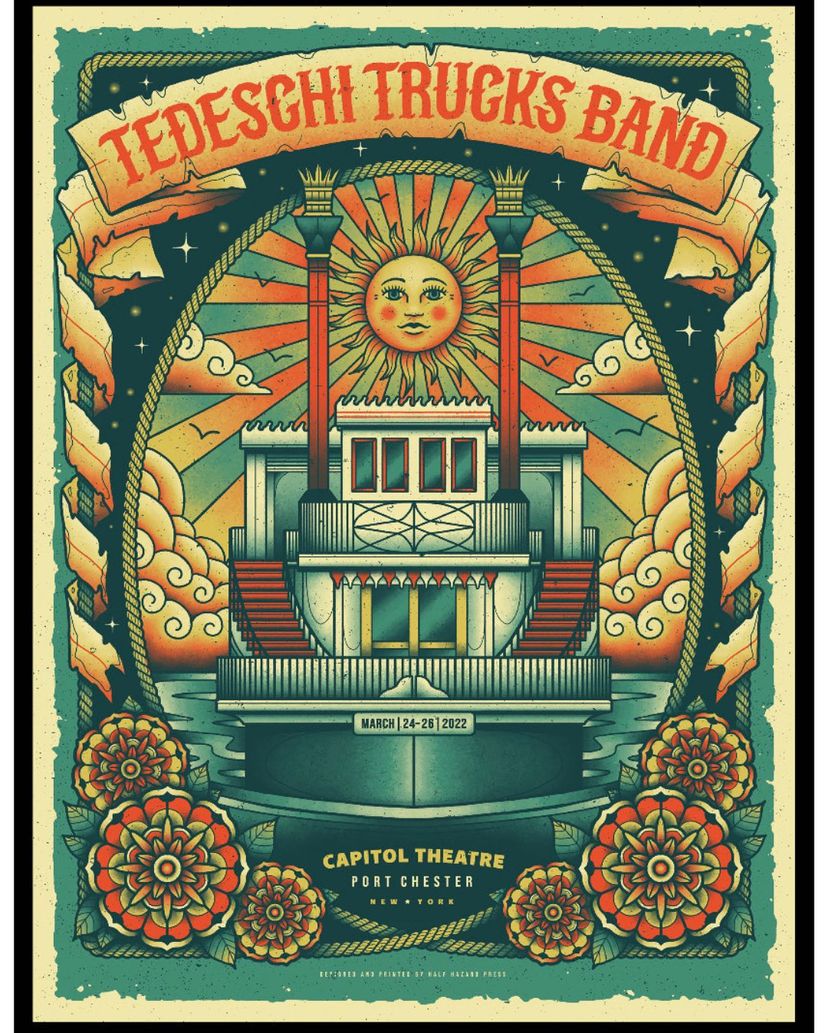 TEDESCHI TRUCKS BAND
MARCH | 24-26 | 2022
CAPITOL THEATRE
PORT CHESTER
NEW ★ YORK
DESIGNED AND PRINTED BY HALF HAZARD PRESS